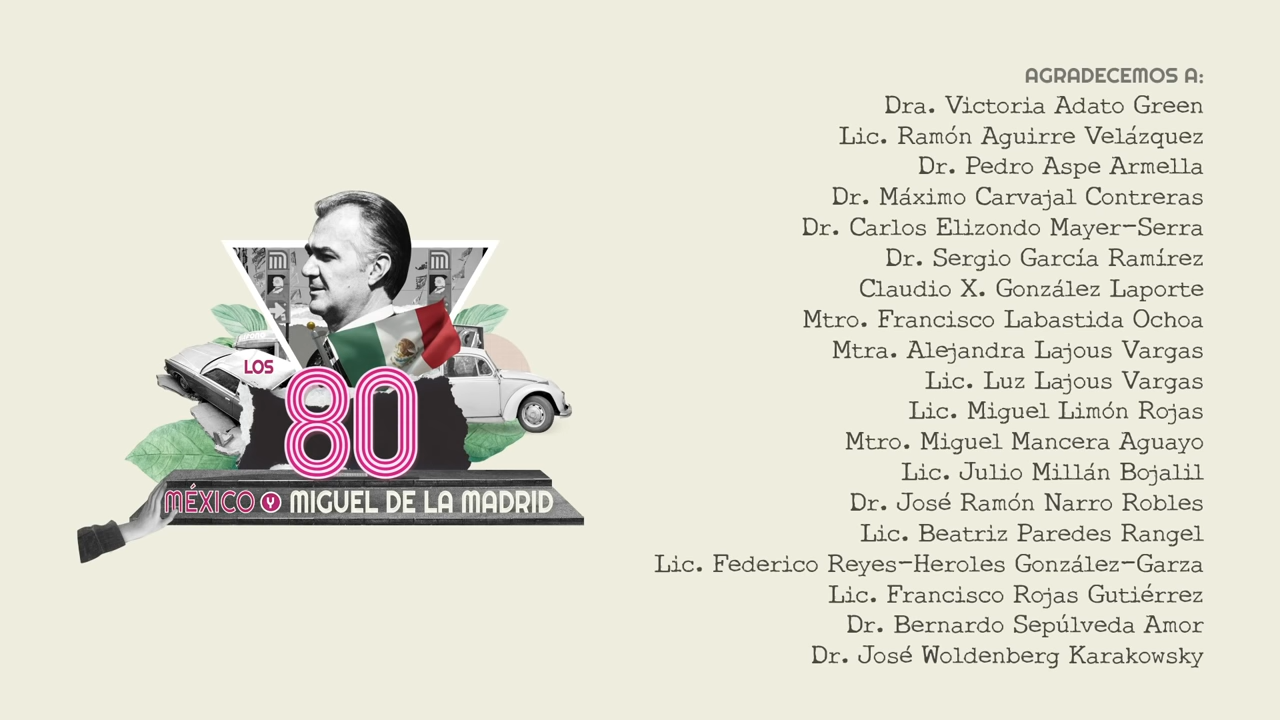 LOS
80
MÉXICO Y MIGUEL DE LA MADRID
AGRADECEMOS A:
Dra. Victoria Adato Green
Lic. Ramón Aguirre Velázquez
Dr. Pedro Aspe Armella
Dr. Máximo Carvajal Contreras
Dr. Carlos Elizondo Mayer-Serra
Dr. Sergio García Ramírez
Claudio X. González Laporte
Mtro. Francisco Labastida Ochoa
Mtra. Alejandra Lajous Vargas
Lic. Luz Lajous Vargas
Lic. Miguel Limón Rojas
Mtro. Miguel Mancera Aguayo
Lic. Julio Millán Bojalil
Dr. José Ramón Narro Robles
Lic. Beatriz Paredes Rangel
Lic. Federico Reyes-Heroles González-Garza
Lic. Francisco Rojas Gutiérrez
Dr. Bernardo Sepúlveda Amor
Dr. José Woldenberg Karakowsky